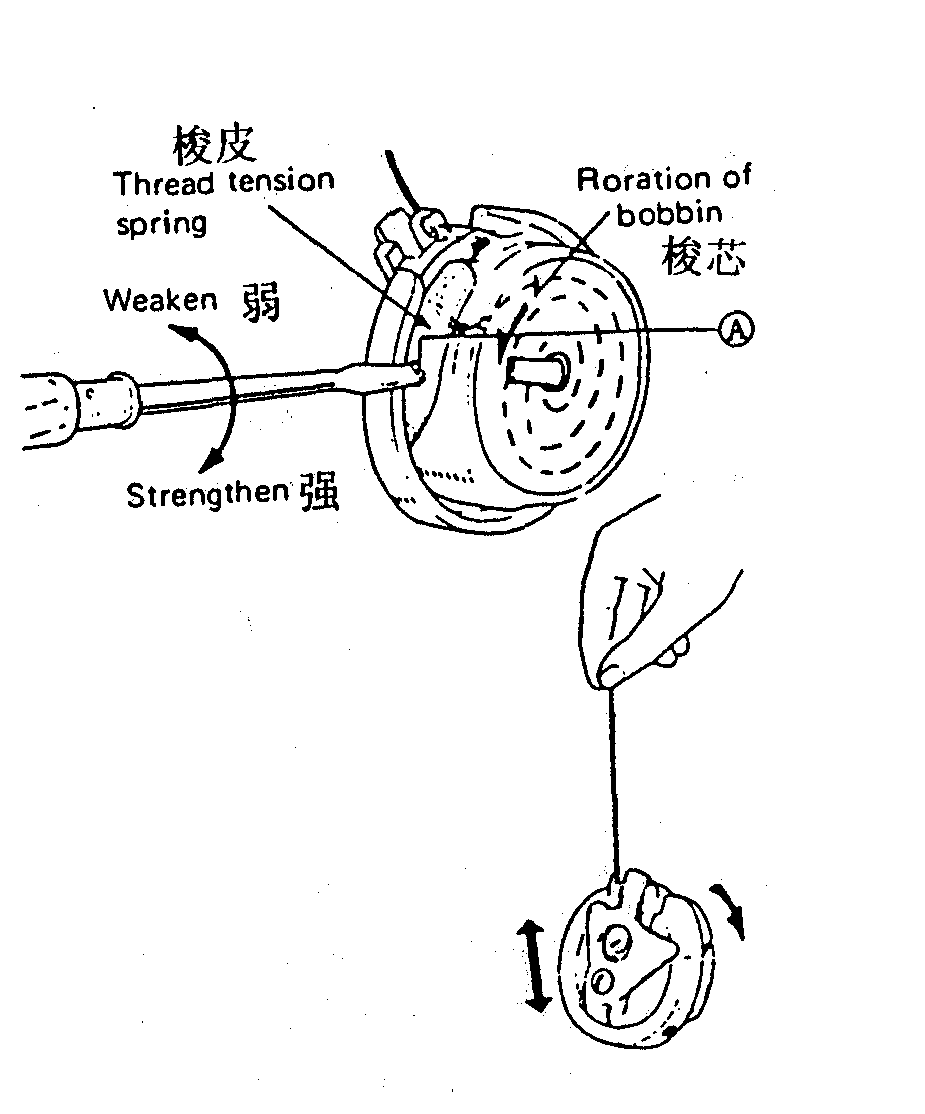 梭皮
Thread tension
spring
Roration of
bobbin
梭芯
Weaken 弱
A
Strengthen 强